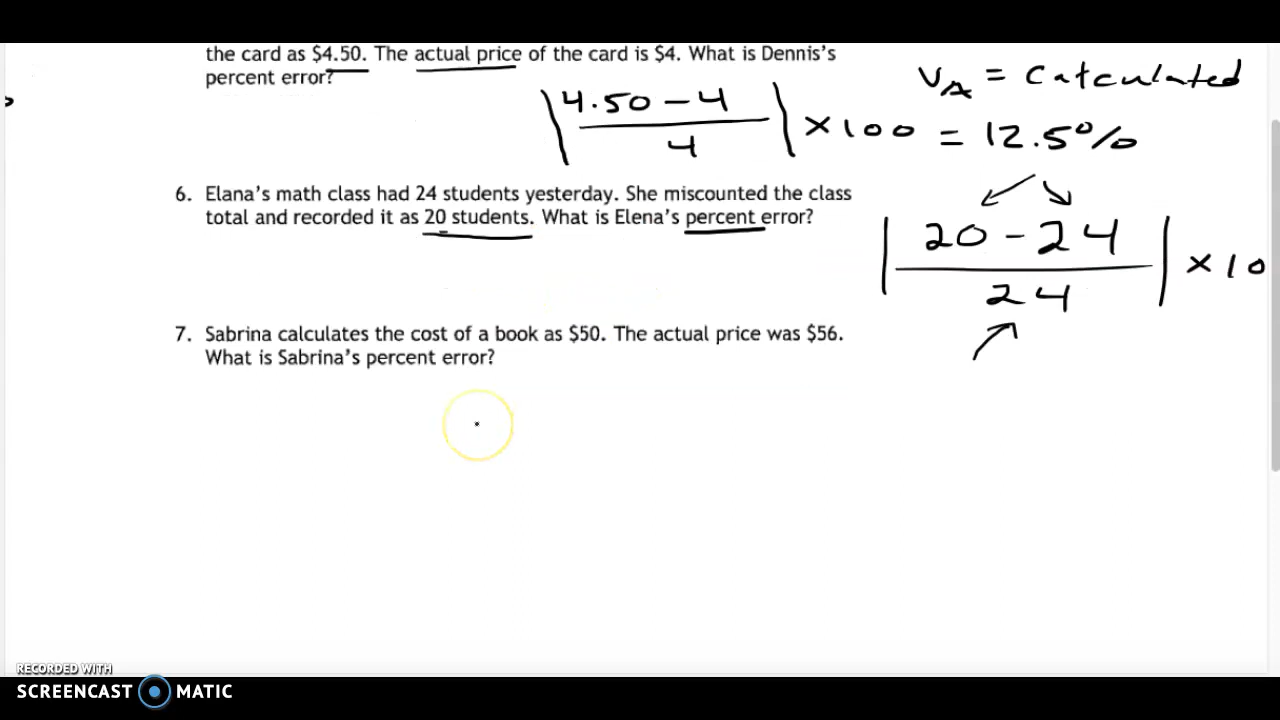 the card as $4.50. The actual price of the card is $4. What is Dennis's
percent error?
V_A = Calculated
|4.50 - 4
4
| × 100 = 12.5%
6. Elana's math class had 24 students yesterday. She miscounted the class
total and recorded it as 20 students. What is Elena's percent error?
|20 - 24
24
| × 10
7. Sabrina calculates the cost of a book as $50. The actual price was $56.
What is Sabrina's percent error?
RECORDED WITH
SCREENCAST MATIC